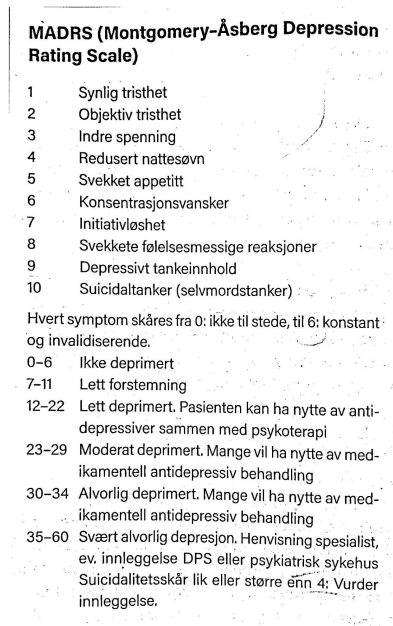 MADRS (Montgomery–Åsberg Depression
Rating Scale)
1 Synlig tristhet
2 Objektiv tristhet
3 Indre spenning
4 Redusert nattesøvn
5 Svekket appetitt
6 Konsentrasjonsvansker
7 Initiativløshet
8 Svekkete følelsesmessige reaksjoner
9 Depressivt tankeinnhold
10 Suicidaltanker (selvmordstanker)
Hvert symptom skåres fra 0: ikke til stede, til 6: konstant
og invalidiserende.
0–6 Ikke deprimert
7–11 Lett forstemning
12–22 Lett deprimert. Pasienten kan ha nytte av anti-
depressiver sammen med psykoterapi
23–29 Moderat deprimert. Mange vil ha nytte av med-
ikamentell antidepressiv behandling
30–34 Alvorlig deprimert. Mange vil ha nytte av med-
ikamentell antidepressiv behandling
35–60 Svært alvorlig depresjon. Henvisning spesialist,
ev. innleggelse DPS eller psykiatrisk sykehus
Suicidalitetsskår lik eller større enn 4: Vurder
innleggelse.